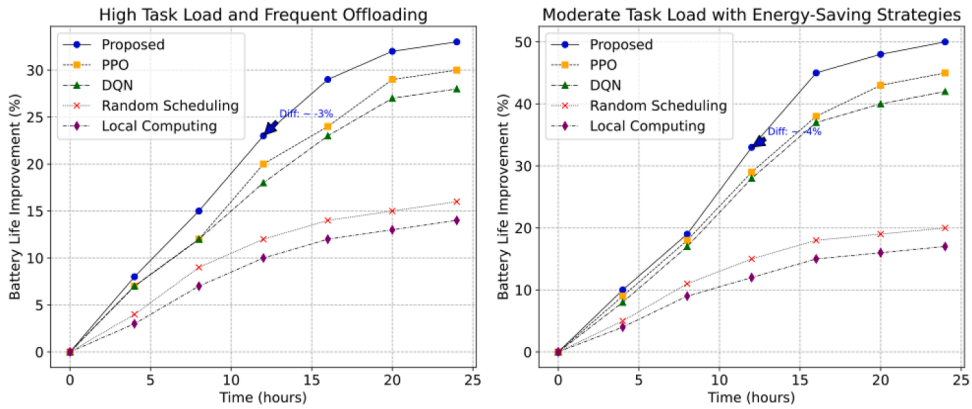 High Task Load and Frequent Offloading
Battery Life Improvement (%)
30
25
20
15
10
5
0
Proposed
PPO
DQN
Random Scheduling
Local Computing
Diff: ~ -3%
0 5 10 15 20 25
Time (hours)
Moderate Task Load with Energy-Saving Strategies
Battery Life Improvement (%)
50
40
30
20
10
0
Proposed
PPO
DQN
Random Scheduling
Local Computing
Diff: ~ -4%
0 5 10 15 20 25
Time (hours)